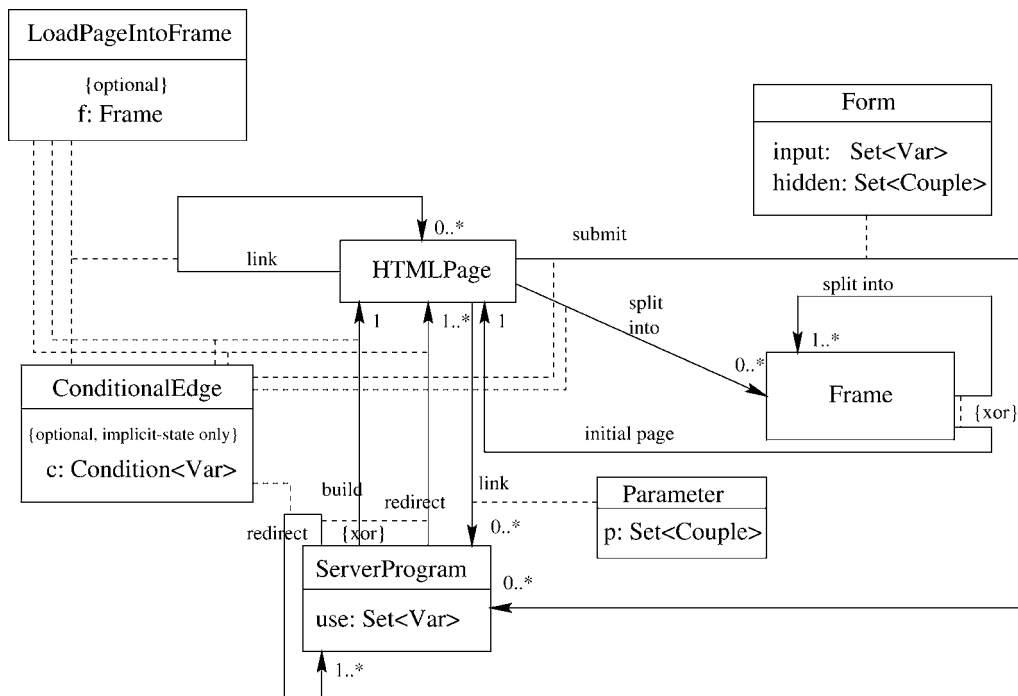 LoadPageIntoFrame
{optional}
f: Frame
Form
input: Set<Var>
hidden: Set<Couple>
0..*
submit
link
HTMLPage
split into
split
into
1
1..*
1
1..*
0..*
ConditionalEdge
Frame
{optional, implicit-state only}
{xor}
initial page
c: Condition<Var>
build
link
Parameter
redirect
redirect
{xor}
0..*
p: Set<Couple>
ServerProgram
0..*
use: Set<Var>
1..*